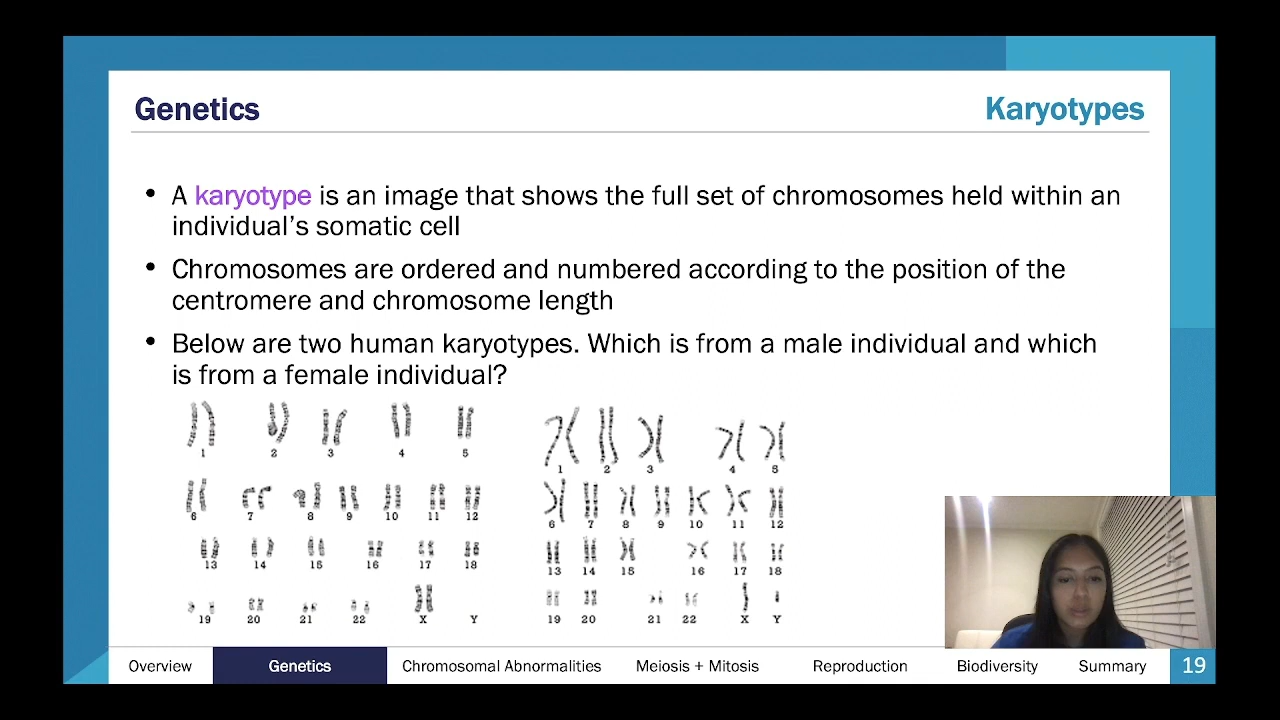 Genetics
Karyotypes
• A karyotype is an image that shows the full set of chromosomes held within an
individual’s somatic cell
• Chromosomes are ordered and numbered according to the position of the
centromere and chromosome length
• Below are two human karyotypes. Which is from a male individual and which
is from a female individual?
1 2 3 4 5
6 7 8 9 10 11 12
13 14 15 16 17 18
19 20 21 22 X Y
1 2 3 4 5
6 7 8 9 10 11 12
13 14 15 16 17 18
19 20 21 22 X Y
Overview Genetics Chromosomal Abnormalities Meiosis + Mitosis Reproduction Biodiversity Summary 19